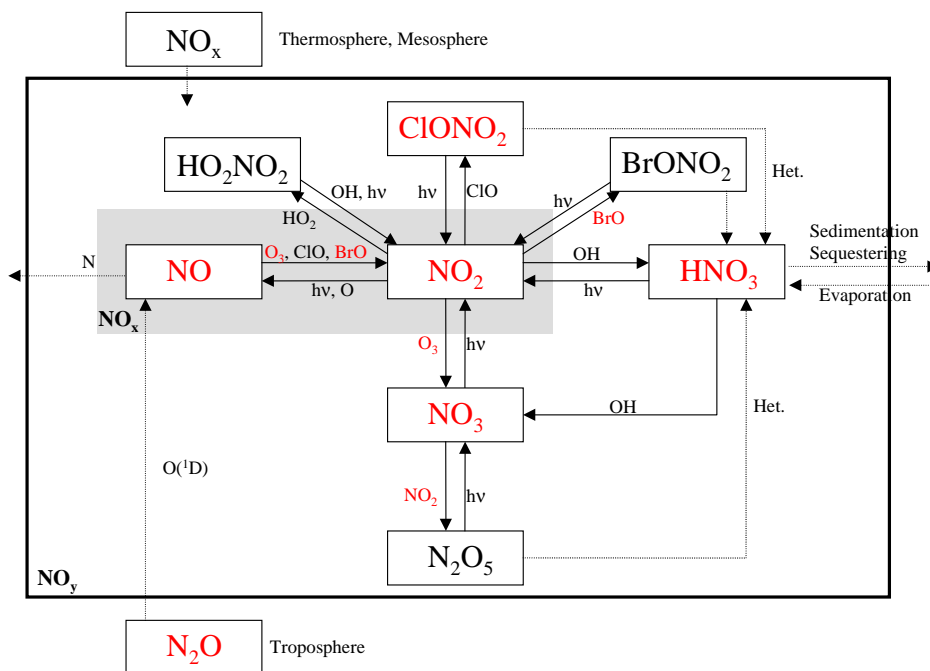 NOₓ
Thermosphere, Mesosphere
ClONO₂
HO₂NO₂
BrONO₂
OH, hν
hν
ClO
hν
Het.
HO₂
BrO
Sedimentation
Sequestering
N
NO
O₃, ClO, BrO
NO₂
OH
HNO₃
hν, O
hν
Evaporation
NOₓ
O₃
hν
NO₃
OH
Het.
O(¹D)
NO₂
hν
N₂O₅
NOy
N₂O
Troposphere